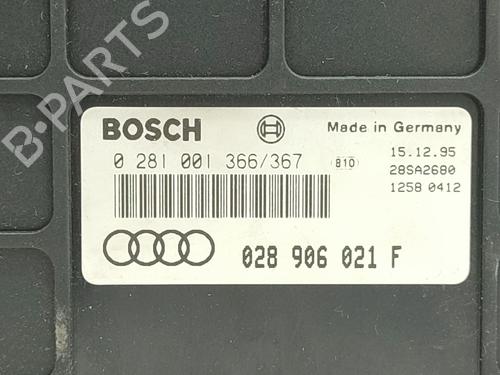 B-PARTS
BOSCH
Made in Germany
0 281 001 366/367
B10
15.12.95
28SA2680
1258 0412
028 906 021 F